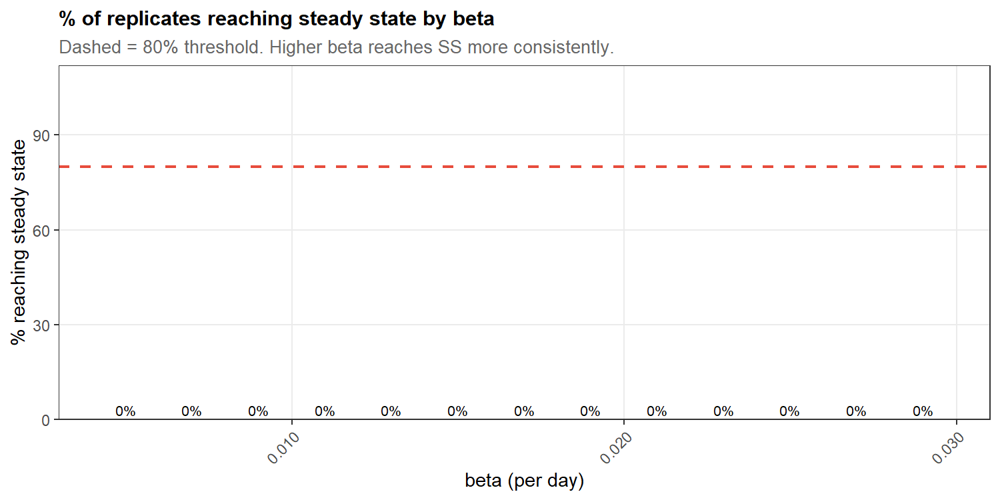 % of replicates reaching steady state by beta
Dashed = 80% threshold. Higher beta reaches SS more consistently.
% reaching steady state
90
60
30
0
0% 0% 0% 0% 0% 0% 0% 0% 0% 0% 0% 0% 0%
0.010 0.020 0.030
beta (per day)